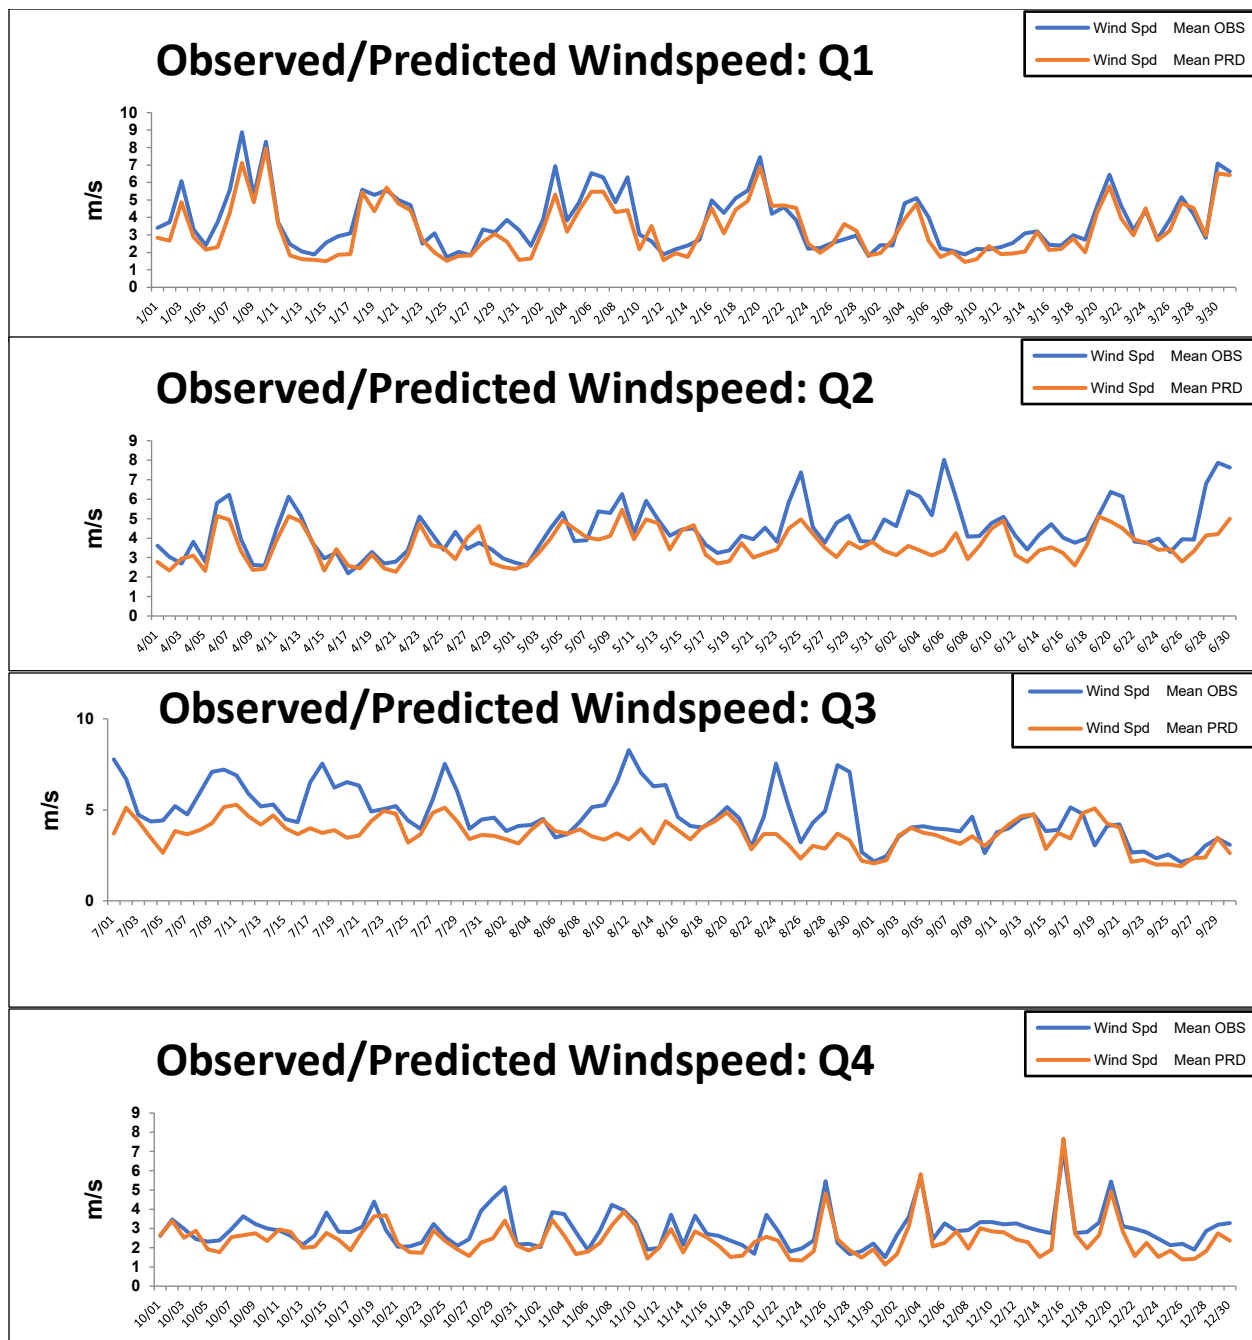 Observed/Predicted Windspeed: Q1
Wind Spd Mean OBS
Wind Spd Mean PRD
m/s
10
9
8
7
6
5
4
3
2
1
0
1/01 1/03 1/05 1/07 1/09 1/11 1/13 1/15 1/17 1/19 1/21 1/23 1/25 1/27 1/29 1/31 2/02 2/04 2/06 2/08 2/10 2/12 2/14 2/16 2/18 2/20 2/22 2/24 2/26 2/28 3/02 3/04 3/06 3/08 3/10 3/12 3/14 3/16 3/18 3/20 3/22 3/24 3/26 3/28 3/30
Observed/Predicted Windspeed: Q2
Wind Spd Mean OBS
Wind Spd Mean PRD
m/s
9
8
7
6
5
4
3
2
1
0
4/01 4/03 4/05 4/07 4/09 4/11 4/13 4/15 4/17 4/19 4/21 4/23 4/25 4/27 4/29 5/01 5/03 5/05 5/07 5/09 5/11 5/13 5/15 5/17 5/19 5/21 5/23 5/25 5/27 5/29 5/31 6/02 6/04 6/06 6/08 6/10 6/12 6/14 6/16 6/18 6/20 6/22 6/24 6/26 6/28 6/30
Observed/Predicted Windspeed: Q3
Wind Spd Mean OBS
Wind Spd Mean PRD
m/s
10
5
0
7/01 7/03 7/05 7/07 7/09 7/11 7/13 7/15 7/17 7/19 7/21 7/23 7/25 7/27 7/29 7/31 8/02 8/04 8/06 8/08 8/10 8/12 8/14 8/16 8/18 8/20 8/22 8/24 8/26 8/28 8/30 9/01 9/03 9/05 9/07 9/09 9/11 9/13 9/15 9/17 9/19 9/21 9/23 9/25 9/27 9/29
Observed/Predicted Windspeed: Q4
Wind Spd Mean OBS
Wind Spd Mean PRD
m/s
9
8
7
6
5
4
3
2
1
0
10/01 10/03 10/05 10/07 10/09 10/11 10/13 10/15 10/17 10/19 10/21 10/23 10/25 10/27 10/29 10/31 11/02 11/04 11/06 11/08 11/10 11/12 11/14 11/16 11/18 11/20 11/22 11/24 11/26 11/28 11/30 12/02 12/04 12/06 12/08 12/10 12/12 12/14 12/16 12/18 12/20 12/22 12/24 12/26 12/28 12/30